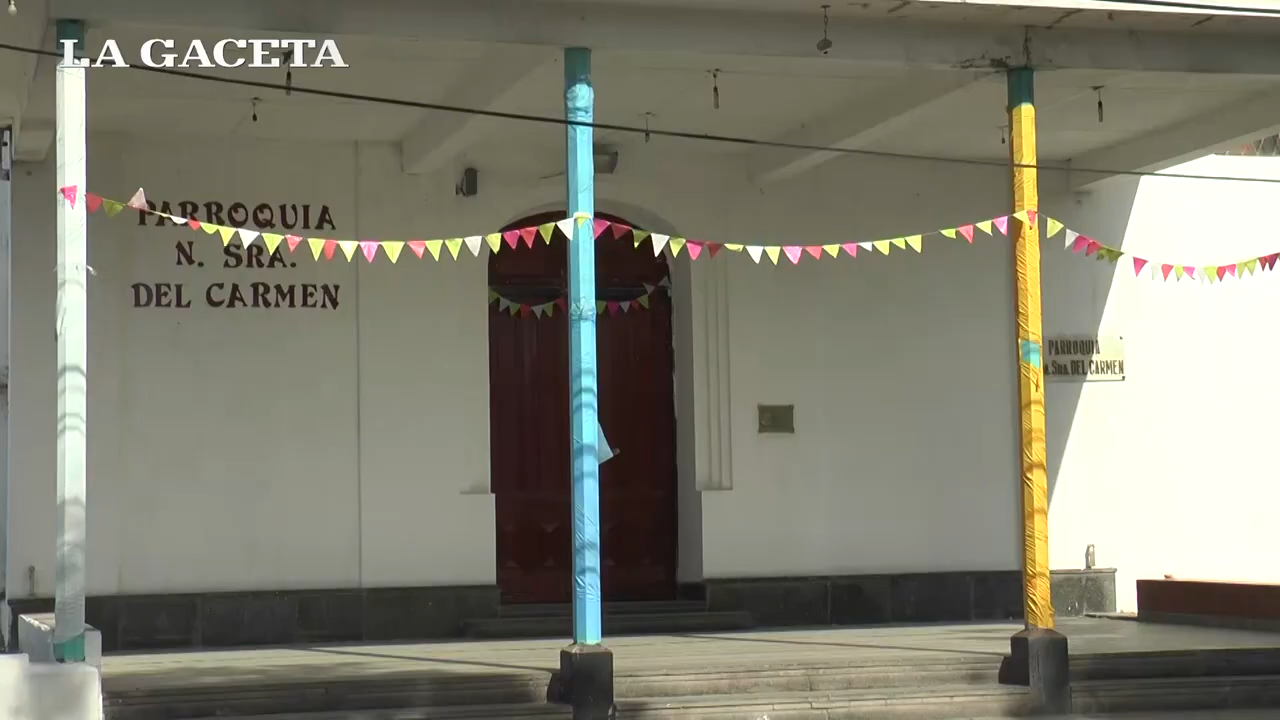 LA GACETA
PARROQUIA
N. SRA.
DEL CARMEN
PARROQUIA
SRA. DEL CARMEN